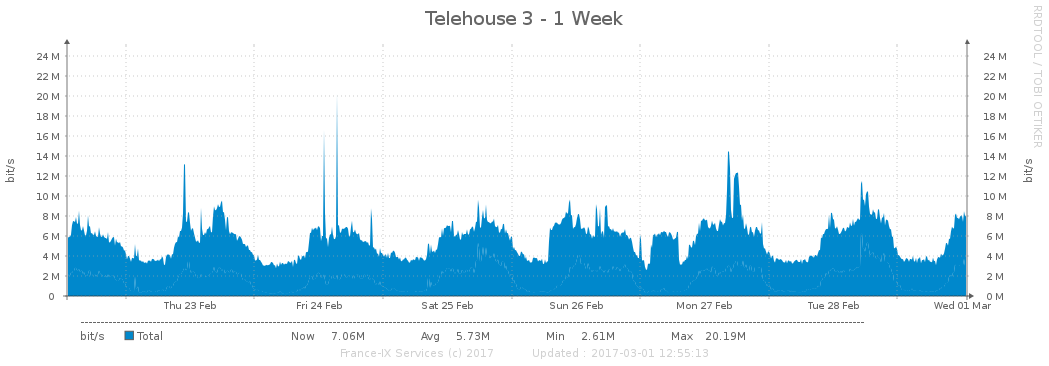 Telehouse 3 - 1 Week
RRDTOOL / TOBI OETIKER
bit/s
24 M 24 M
22 M 22 M
20 M 20 M
18 M 18 M
16 M 16 M
14 M 14 M
12 M 12 M
10 M 10 M
8 M 8 M
6 M 6 M
4 M 4 M
2 M 2 M
0 0 M
bit/s
Thu 23 Feb Fri 24 Feb Sat 25 Feb Sun 26 Feb Mon 27 Feb Tue 28 Feb Wed 01 Mar
bit/s Total Now 7.06M Avg 5.73M Min 2.61M Max 20.19M
France-IX Services (c) 2017 Updated : 2017-03-01 12:55:13